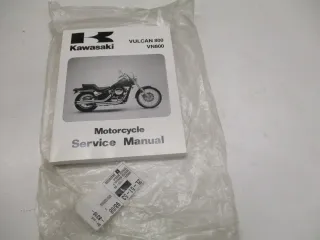 Kawasaki
VULCAN 800
VN800
Motorcycle
Service Manual